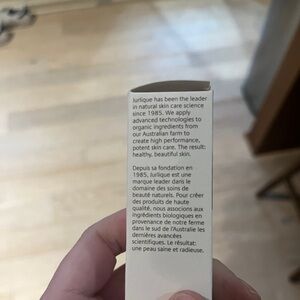 Jurlique has been the leader
in natural skin care science
since 1985. We apply
advanced technologies to
organic ingredients from
our Australian farm to
create high performance,
potent skin care. The result:
healthy, beautiful skin.
Depuis sa fondation en
1985, Jurlique est une
marque leader dans le
domaine des soins de
beauté naturels. Pour créer
des produits de haute
qualité, nous associons aux
ingrédients biologiques en
provenance de notre ferme
dans le sud de l'Australie les
dernières avancées
scientifiques. Le résultat:
une peau saine et radieuse.